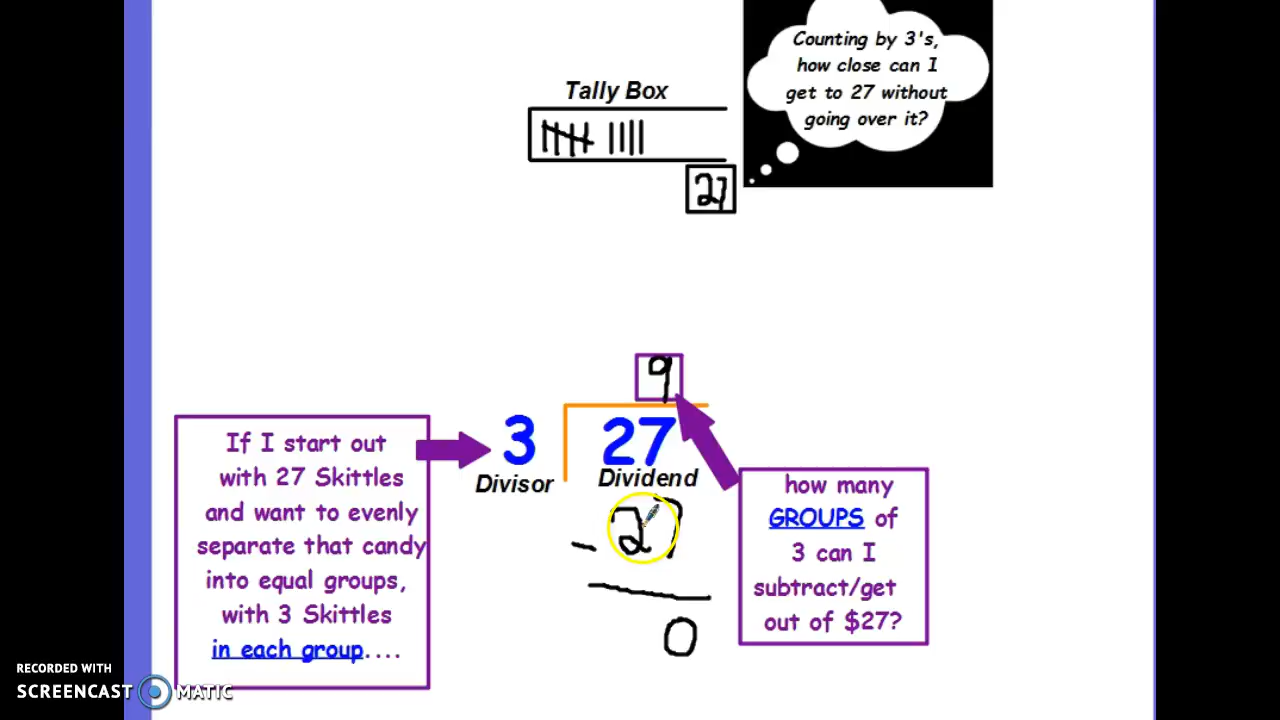 Counting by 3's,
how close can I
get to 27 without
going over it?
Tally Box
27
9
3 27
Divisor
Dividend
- 27
0
If I start out
with 27 Skittles
and want to evenly
separate that candy
into equal groups,
with 3 Skittles
in each group....
how many
GROUPS of
3 can I
subtract/get
out of $27?
RECORDED WITH
SCREENCAST MATIC